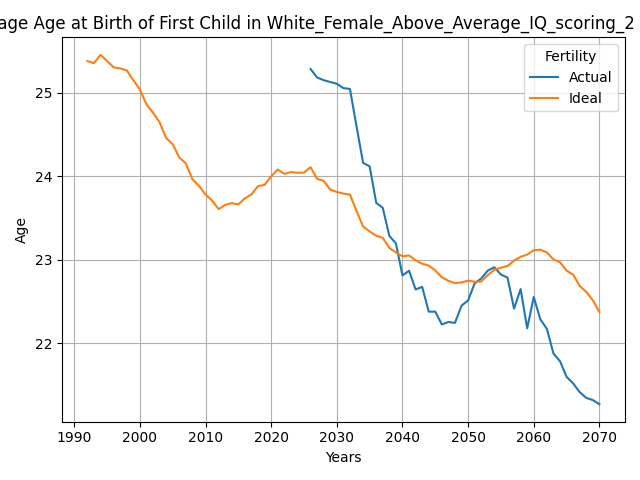 age Age at Birth of First Child in White_Female_Above_Average_IQ_scoring_2
Fertility
Actual
Ideal
25
24
23
22
Age
1990 2000 2010 2020 2030 2040 2050 2060 2070
Years